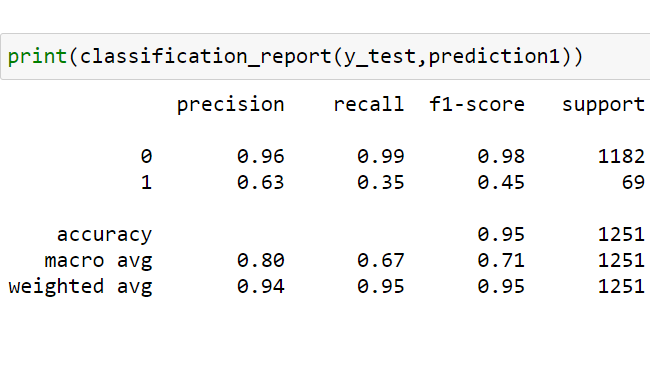 print(classification_report(y_test,prediction1))
precision recall f1-score support
0 0.96 0.99 0.98 1182
1 0.63 0.35 0.45 69
accuracy 0.95 1251
macro avg 0.80 0.67 0.71 1251
weighted avg 0.94 0.95 0.95 1251